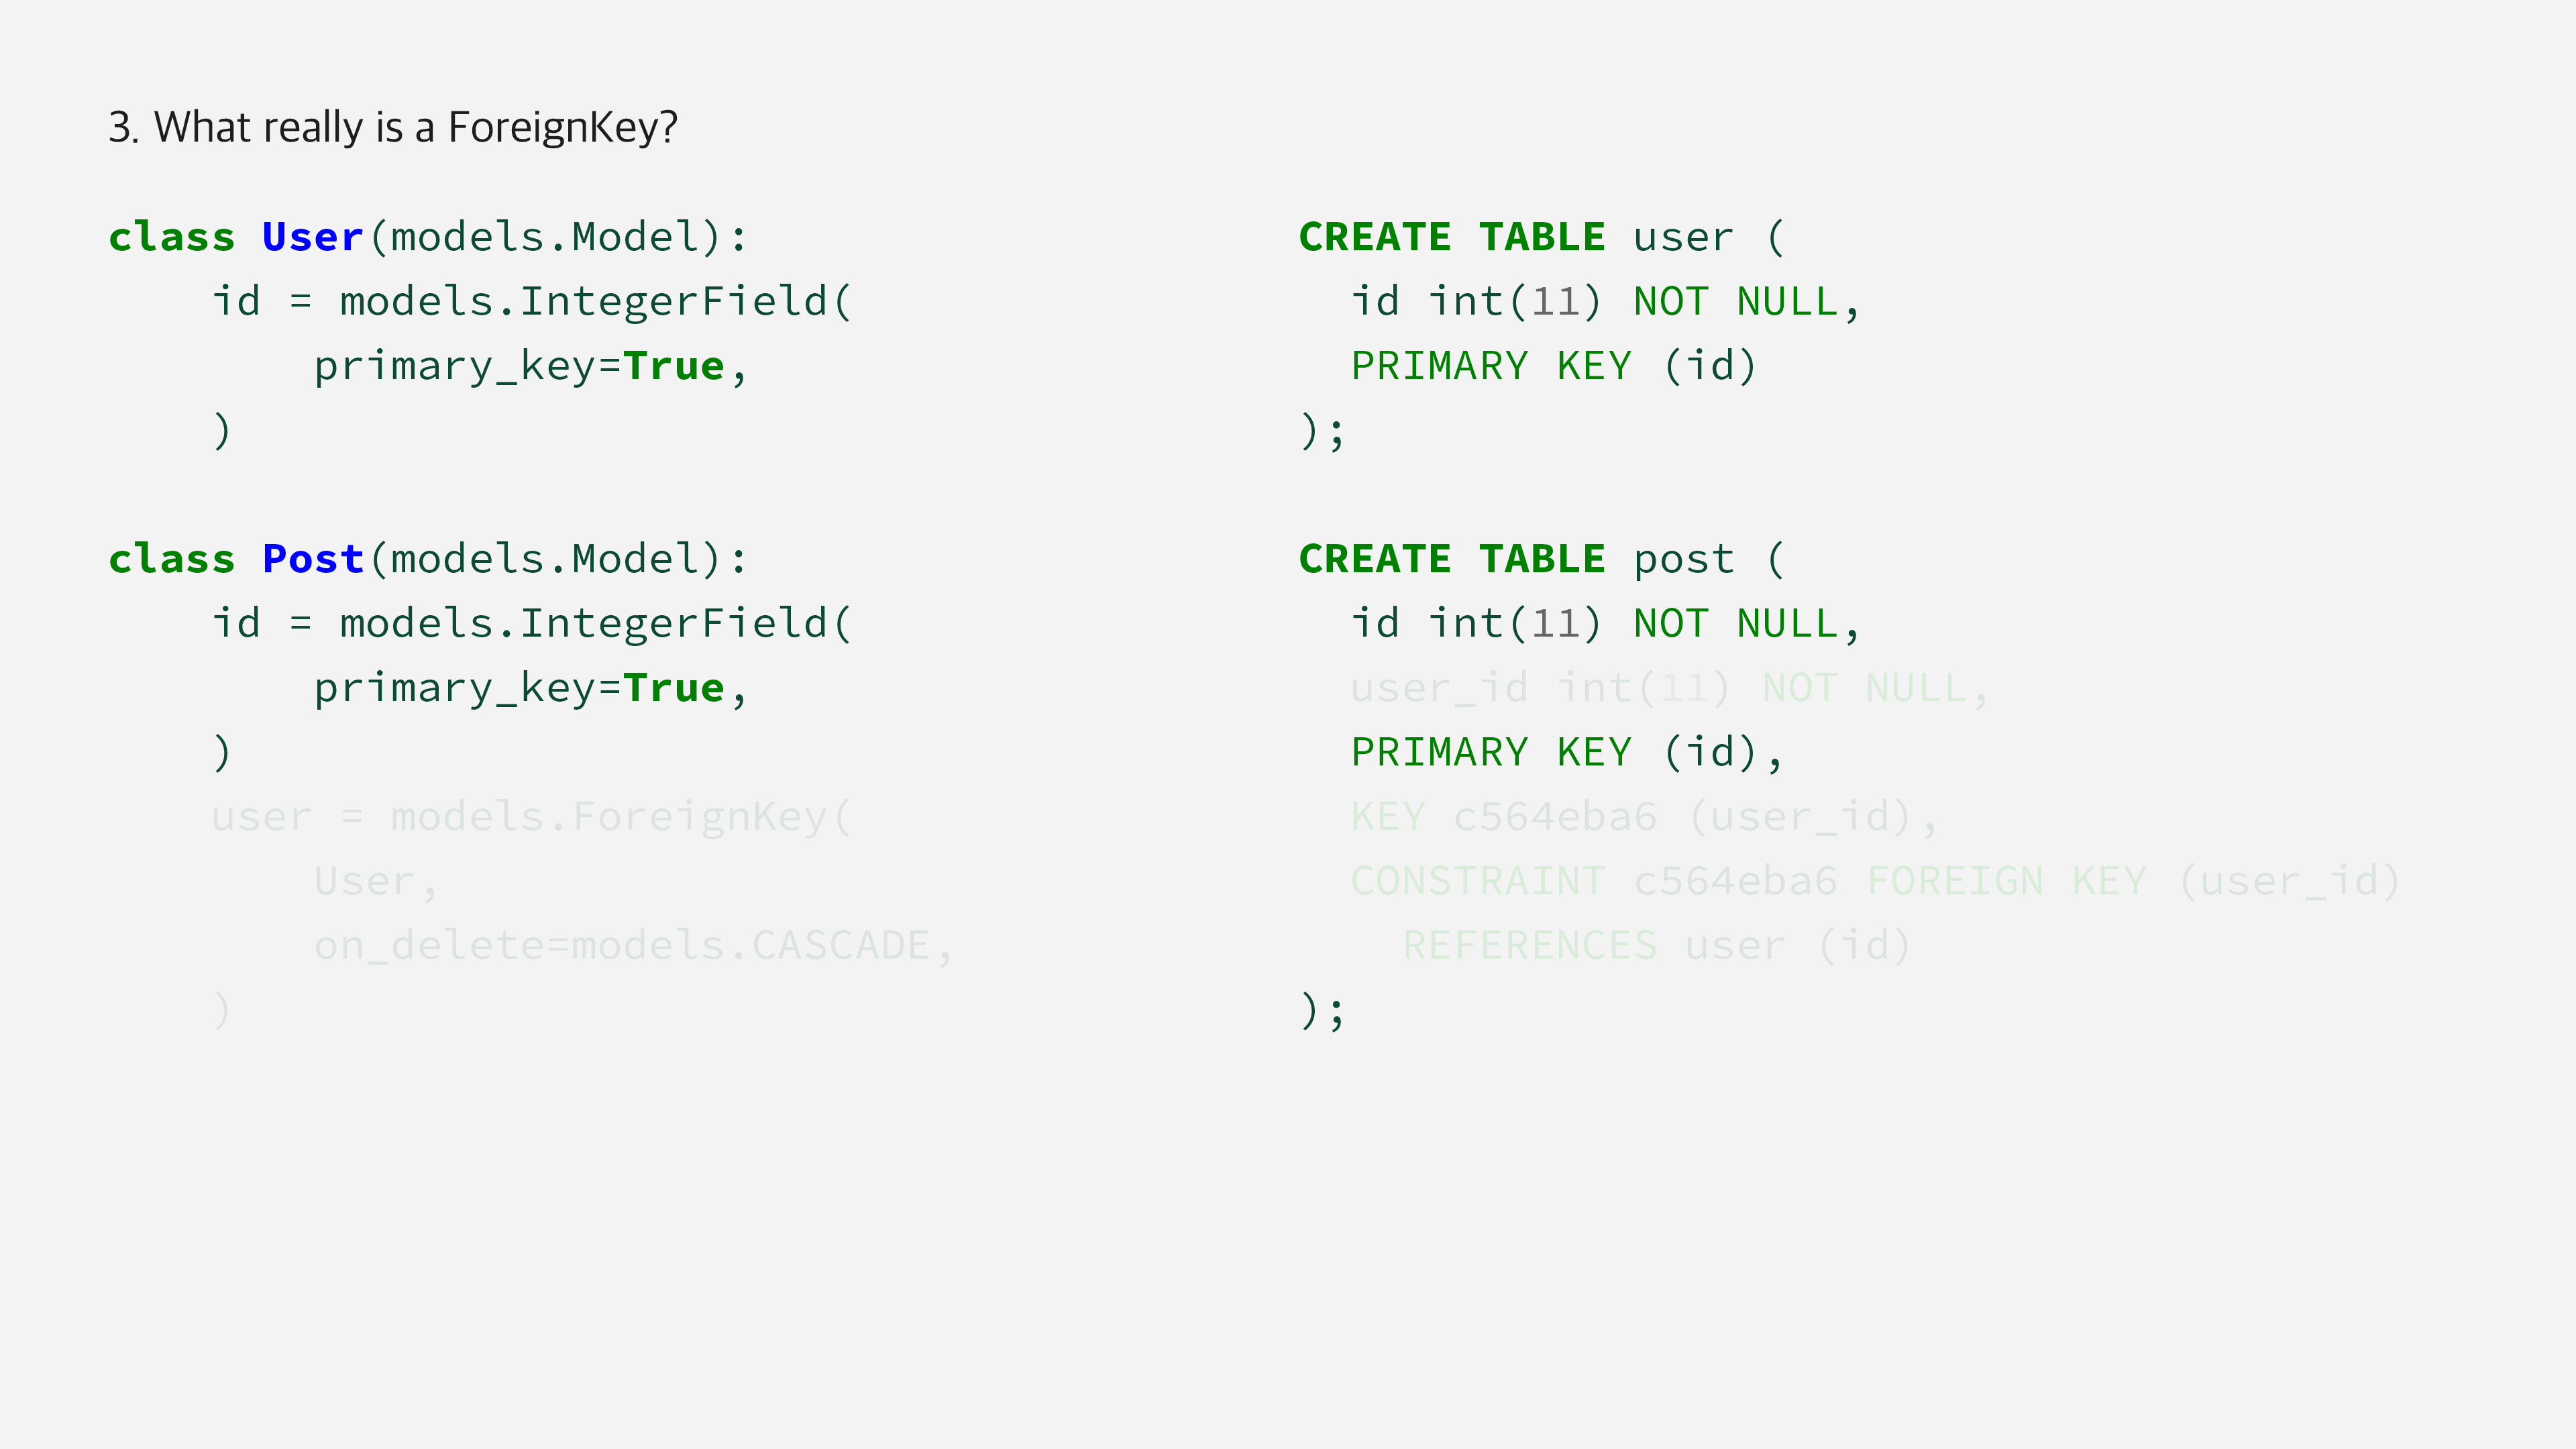 3. What really is a ForeignKey?
class User(models.Model):
    id = models.IntegerField(
        primary_key=True,
    )
class Post(models.Model):
    id = models.IntegerField(
        primary_key=True,
    )
    user = models.ForeignKey(
        User,
        on_delete=models.CASCADE,
    )
CREATE TABLE user (
  id int(11) NOT NULL,
  PRIMARY KEY (id)
);
CREATE TABLE post (
  id int(11) NOT NULL,
  user_id int(11) NOT NULL,
  PRIMARY KEY (id),
  KEY c564eba6 (user_id),
  CONSTRAINT c564eba6 FOREIGN KEY (user_id)
    REFERENCES user (id)
);